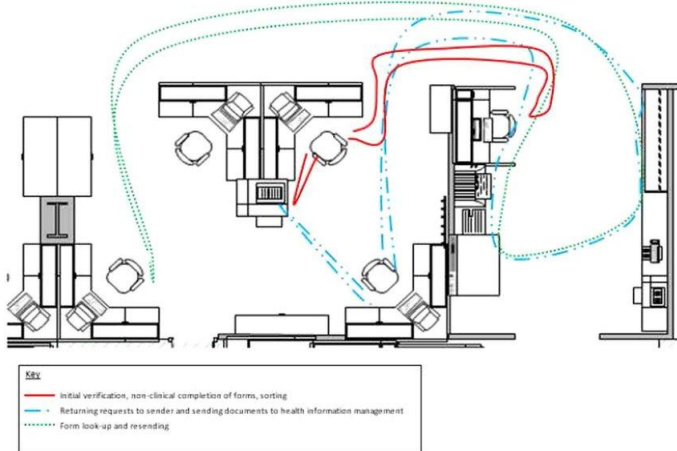 Key
Initial verification, non-clinical completion of forms, sorting
Returning requests to sender and sending documents to health information management
Form look-up and resending